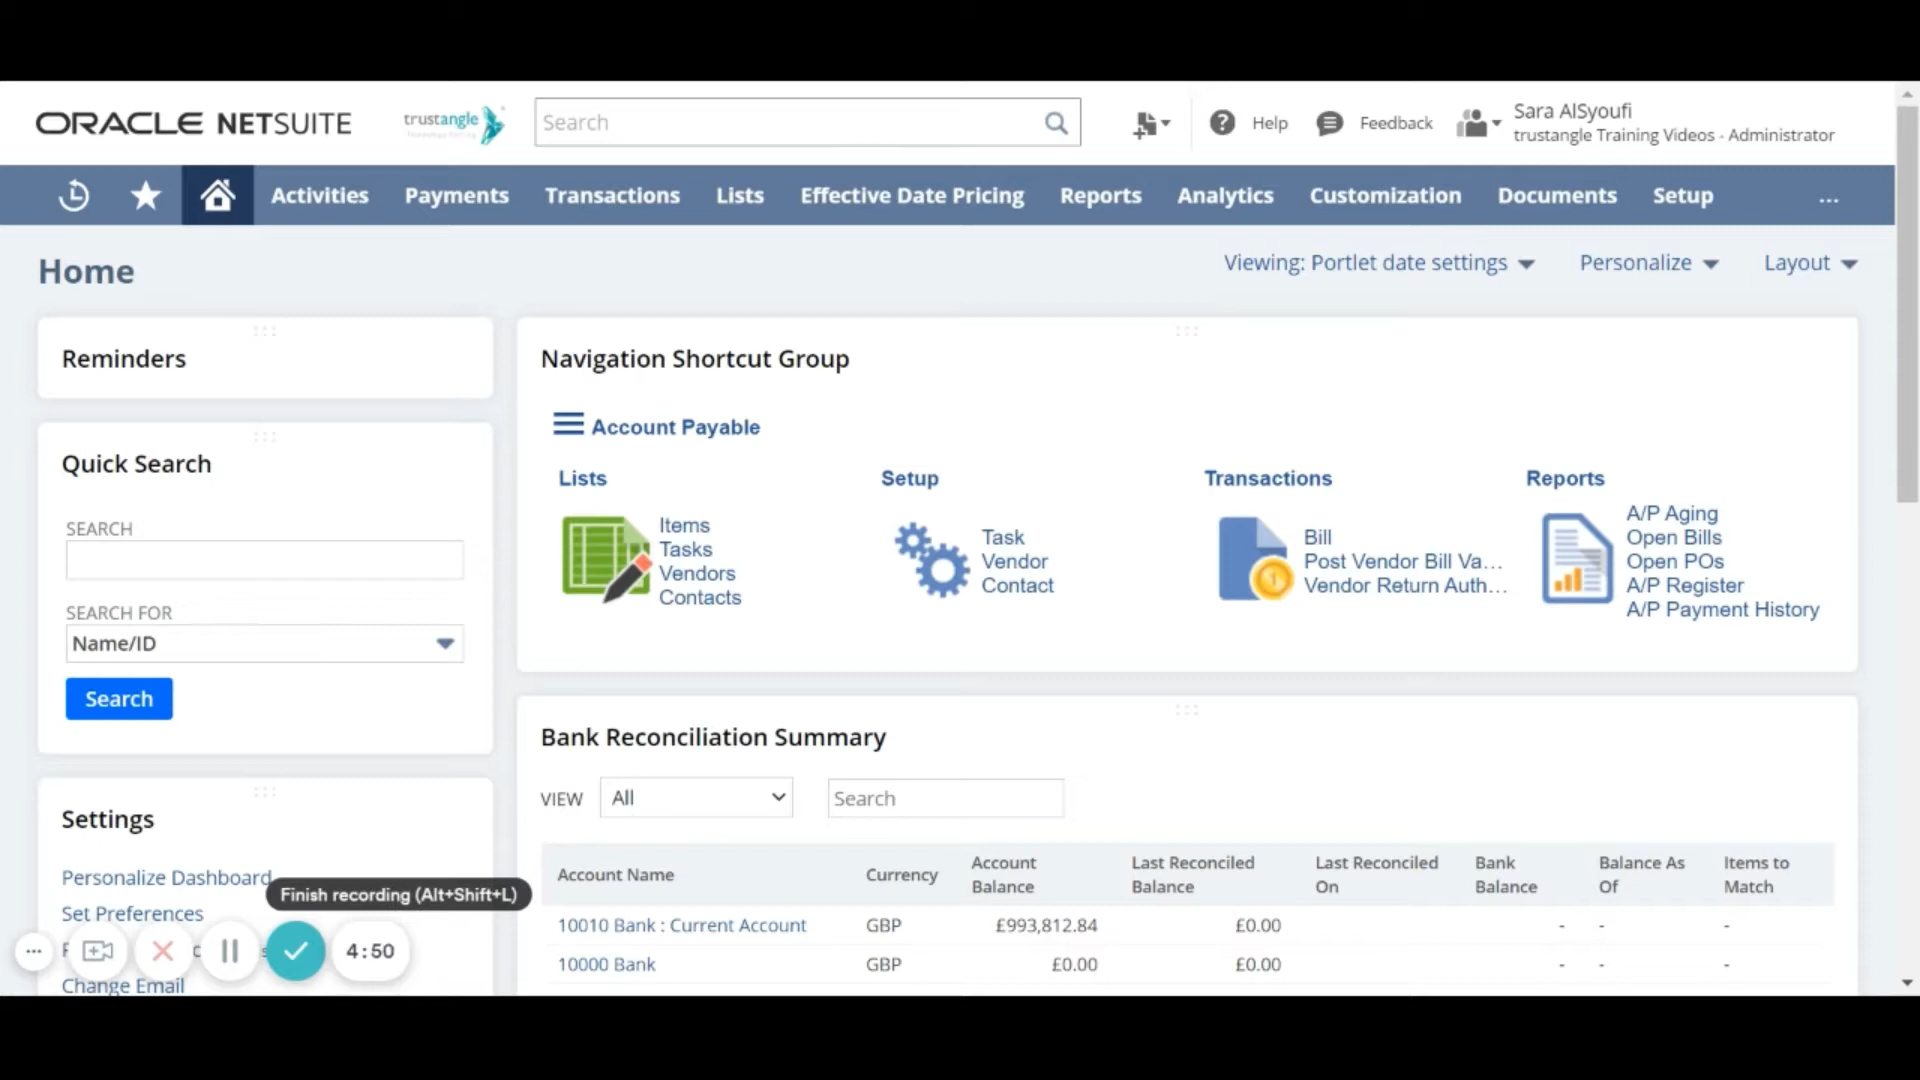 ORACLE NETSUITE
trustangle
Search
Help
Feedback
Sara AlSyoufi
trustangle Training Videos - Administrator
Activities
Payments
Transactions
Lists
Effective Date Pricing
Reports
Analytics
Customization
Documents
Setup
...
Home
Viewing: Portlet date settings
Personalize
Layout
Reminders
Quick Search
SEARCH
SEARCH FOR
Name/ID
Search
Settings
Personalize Dashboard
Set Preferences
Change Email
Finish recording (Alt+Shift+L)
4:50
Navigation Shortcut Group
Account Payable
Lists
Items
Tasks
Vendors
Contacts
Setup
Task
Vendor
Contact
Transactions
Bill
Post Vendor Bill Va...
Vendor Return Auth...
Reports
A/P Aging
Open Bills
Open POs
A/P Register
A/P Payment History
Bank Reconciliation Summary
VIEW All Search
Account Name Currency Account Balance Last Reconciled Balance Last Reconciled On Bank Balance Balance As Of Items to Match
10010 Bank : Current Account GBP £993,812.84 £0.00 - - -
10000 Bank GBP £0.00 £0.00 - - -